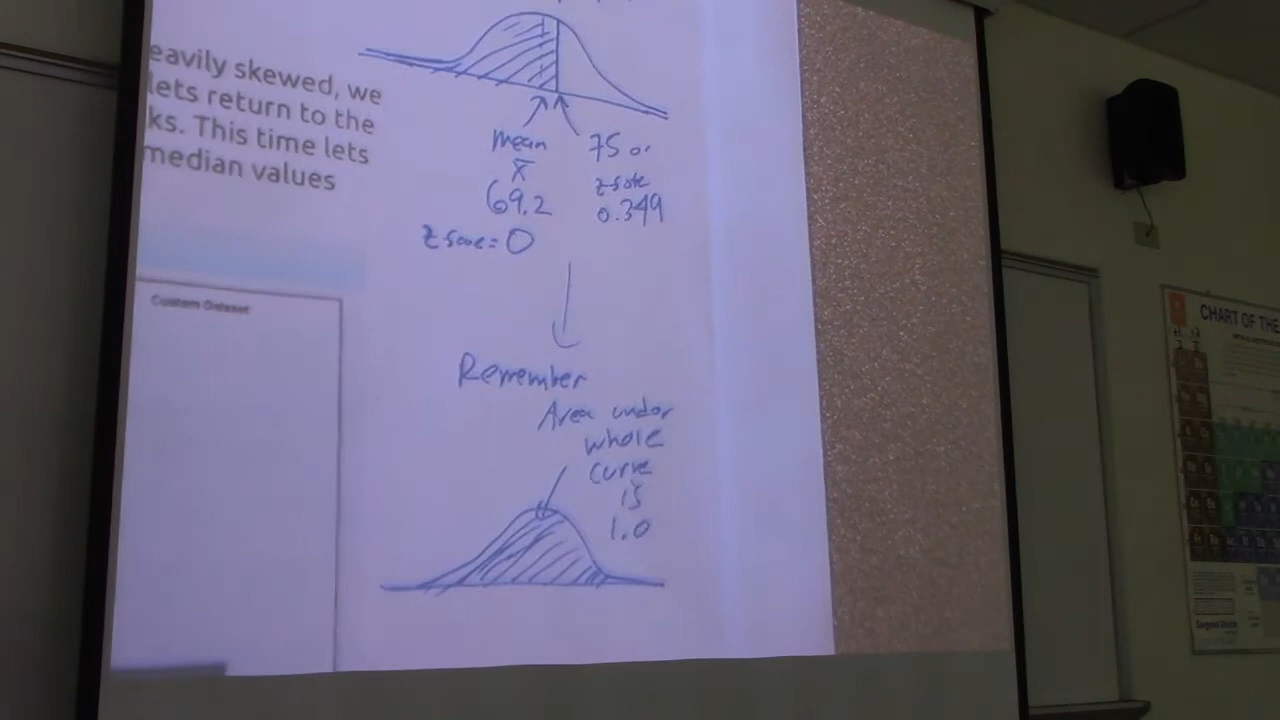 eavily skewed, we
lets return to the
ks. This time lets
median values
Custom Dataset
mean
x̄
69.2
z score = 0
75 or
z-score
0.349
Remember
Area under
whole
curve
is
1.0
CHART OF THE